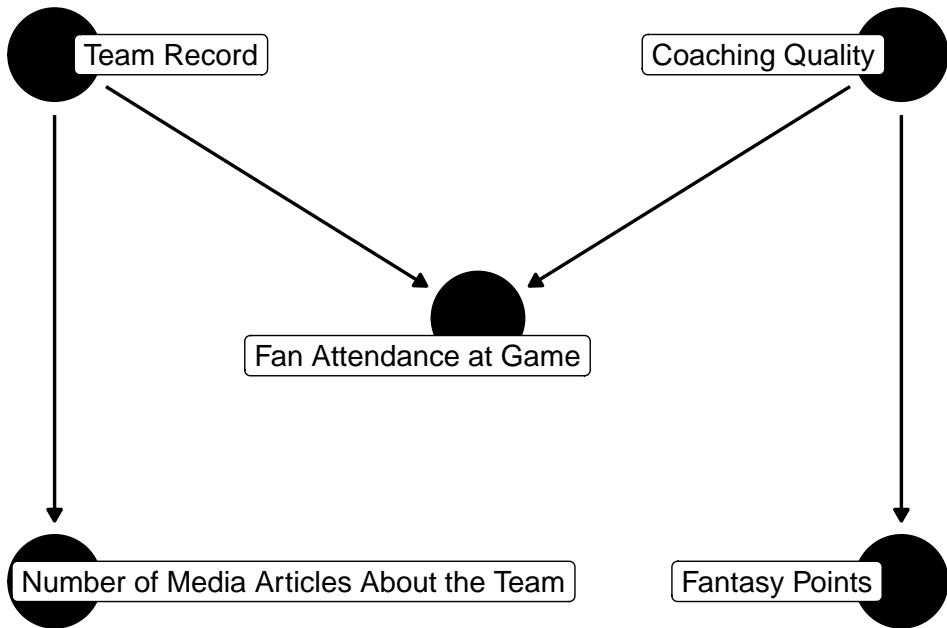 Team Record
Coaching Quality
Fan Attendance at Game
Number of Media Articles About the Team
Fantasy Points